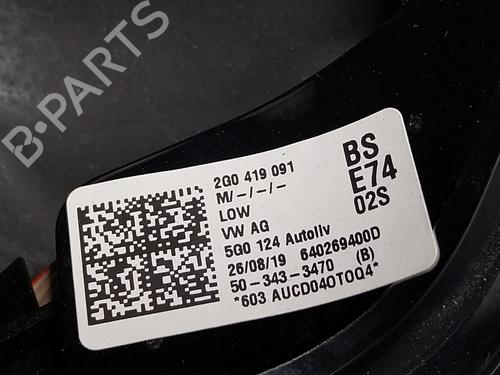 B-PARTS
2G0 419 091
M/-/-/-
LOW
VW AG
5G0 124 Autoliv
26/08/19 640269400D
50-343-3470 (B)
*603 AUCD040T0Q4*
BS
E74
02S